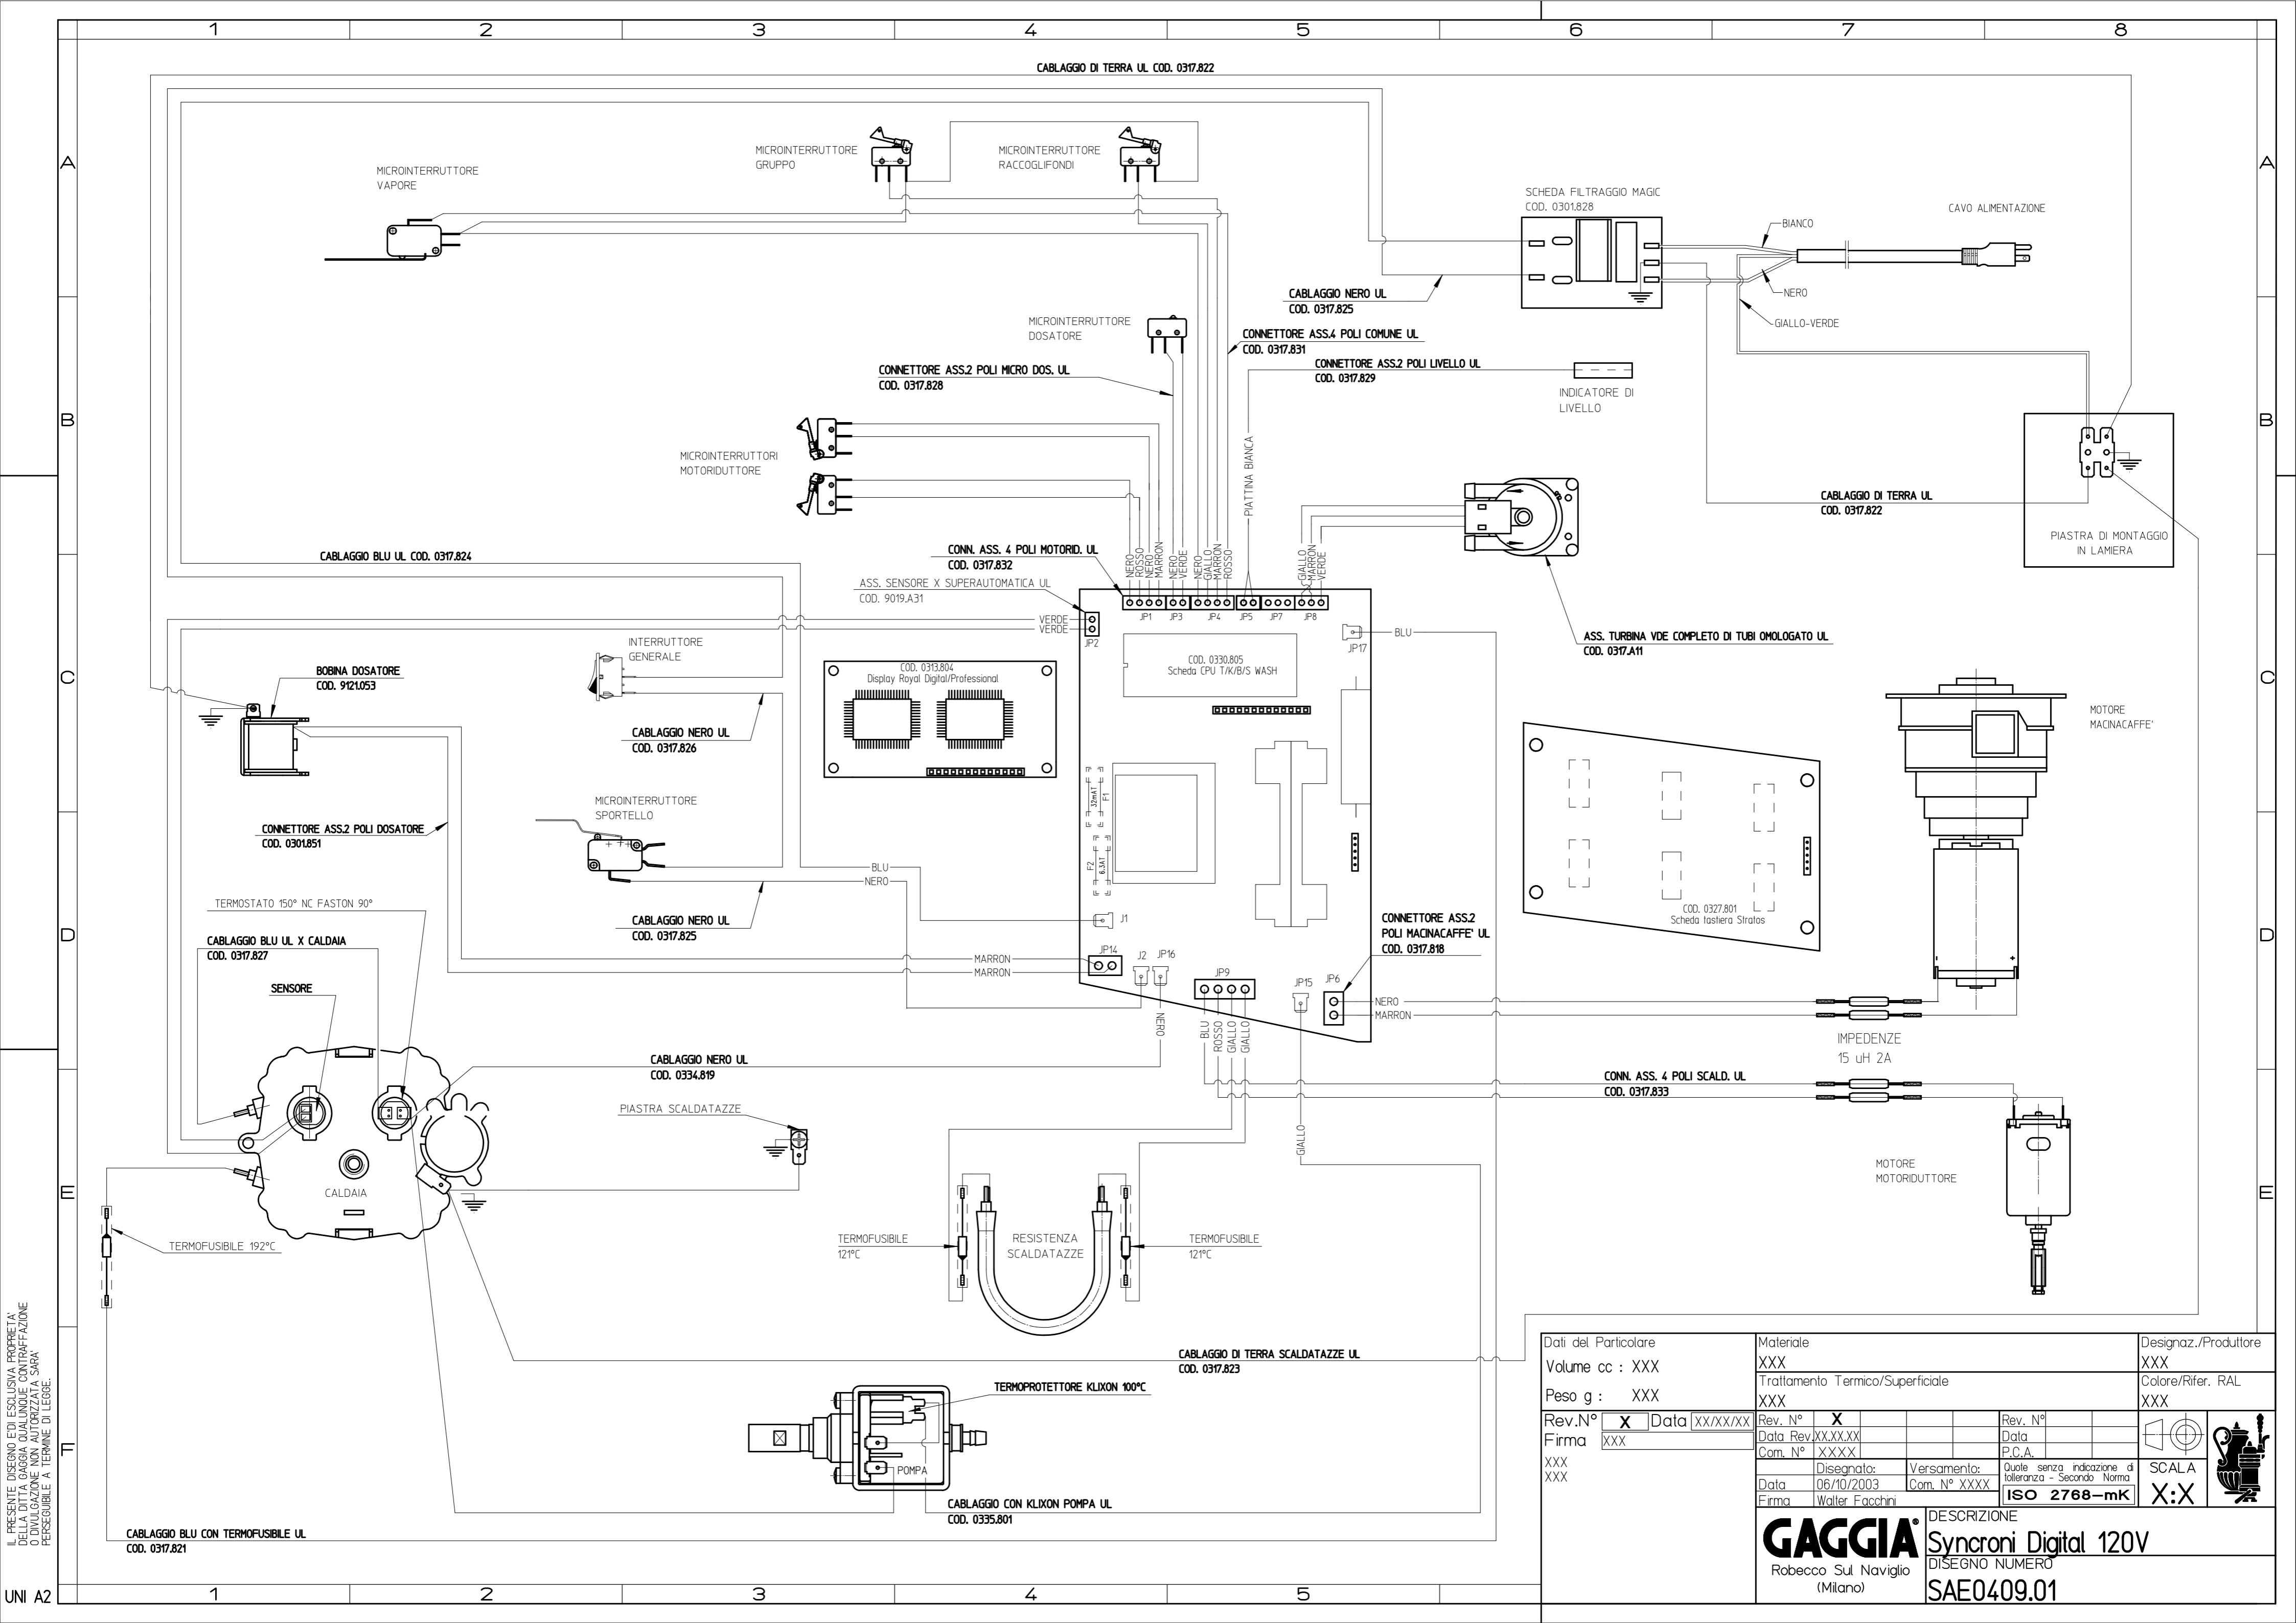 1 2 3 4 5 6 7 8
CABLAGGIO DI TERRA UL COD. 0317.822
A
A
MICROINTERRUTTORE
VAPORE
MICROINTERRUTTORE
GRUPPO
MICROINTERRUTTORE
RACCOGLIFONDI
SCHEDA FILTRAGGIO MAGIC
COD. 0301.828
CAVO ALIMENTAZIONE
BIANCO
NERO
GIALLO-VERDE
CABLAGGIO NERO UL
COD. 0317.825
MICROINTERRUTTORE
DOSATORE
CONNETTORE ASS.4 POLI COMUNE UL
COD. 0317.831
CONNETTORE ASS.2 POLI MICRO DOS. UL
COD. 0317.828
CONNETTORE ASS.2 POLI LIVELLO UL
COD. 0317.829
INDICATORE DI
LIVELLO
B
B
MICROINTERRUTTORI
MOTORIDUTTORE
PIATTINA BIANCA
CABLAGGIO DI TERRA UL
COD. 0317.822
PIASTRA DI MONTAGGIO
IN LAMIERA
CABLAGGIO BLU UL COD. 0317.824
CONN. ASS. 4 POLI MOTORID. UL
COD. 0317.832
ASS. SENSORE X SUPERAUTOMATICA UL
COD. 9019.A31
NERO
ROSSO
NERO
MARRON
NERO
VERDE
NERO
GIALLO
MARRON
ROSSO
GIALLO
MARRON
VERDE
JP1 JP3 JP4 JP5 JP7 JP8
VERDE
VERDE
JP2
BLU
JP17
ASS. TURBINA VDE COMPLETO DI TUBI OMOLOGATO UL
COD. 0317.A11
C
C
INTERRUTTORE
GENERALE
BOBINA DOSATORE
COD. 9121.053
COD. 0313.804
Display Royal Digital/Professional
COD. 0330.805
Scheda CPU T/K/B/S WASH
MOTORE
MACINACAFFE'
CABLAGGIO NERO UL
COD. 0317.826
F1
32mAT
F2
6.3AT
MICROINTERRUTTORE
SPORTELLO
CONNETTORE ASS.2 POLI DOSATORE
COD. 0301.851
BLU
NERO
TERMOSTATO 150° NC FASTON 90°
CABLAGGIO NERO UL
COD. 0317.825
J1
COD. 0327.801
Scheda tastiera Stratos
- +
D
D
CABLAGGIO BLU UL X CALDAIA
COD. 0317.827
CONNETTORE ASS.2
POLI MACINACAFFE' UL
COD. 0317.818
MARRON
MARRON
JP14
J2 JP16
JP9
JP15 JP6
SENSORE
NERO
MARRON
NERO
BLU
ROSSO
GIALLO
GIALLO
IMPEDENZE
15 uH 2A
CABLAGGIO NERO UL
COD. 0334.819
CONN. ASS. 4 POLI SCALD. UL
COD. 0317.833
PIASTRA SCALDATAZZE
GIALLO
MOTORE
MOTORIDUTTORE
E
E
CALDAIA
TERMOFUSIBILE 192°C
TERMOFUSIBILE
121°C
RESISTENZA
SCALDATAZZE
TERMOFUSIBILE
121°C
CABLAGGIO DI TERRA SCALDATAZZE UL
COD. 0317.823
TERMOPROTETTORE KLIXON 100°C
F
POMPA
CABLAGGIO CON KLIXON POMPA UL
COD. 0335.801
CABLAGGIO BLU CON TERMOFUSIBILE UL
COD. 0317.821
IL PRESENTE DISEGNO E'DI ESCLUSIVA PROPRIETA'
DELLA DITTA GAGGIA QUALUNQUE CONTRAFFAZIONE
O DIVULGAZIONE NON AUTORIZZATA SARA'
PERSEGUIBILE A TERMINE DI LEGGE.
UNI A2
1 2 3 4 5
Dati del Particolare
Volume cc : XXX
Peso g : XXX
Rev.N° X Data XX/XX/XX
Firma XXX
XXX
XXX
Materiale
XXX
Trattamento Termico/Superficiale
XXX
Designaz./Produttore
XXX
Colore/Rifer. RAL
XXX
Rev. N° X
Data Rev. XX.XX.XX
Com. N° XXXX
Rev. N°
Data
P.C.A.
Disegnato:
Versamento:
Data 06/10/2003
Com. N° XXXX
Firma Walter Facchini
Quote senza indicazione di
tolleranza - Secondo Norma
ISO 2768-mK
SCALA
X:X
GAGGIA®
Robecco Sul Naviglio
(Milano)
DESCRIZIONE
Syncroni Digital 120V
DISEGNO NUMERO
SAE0409.01